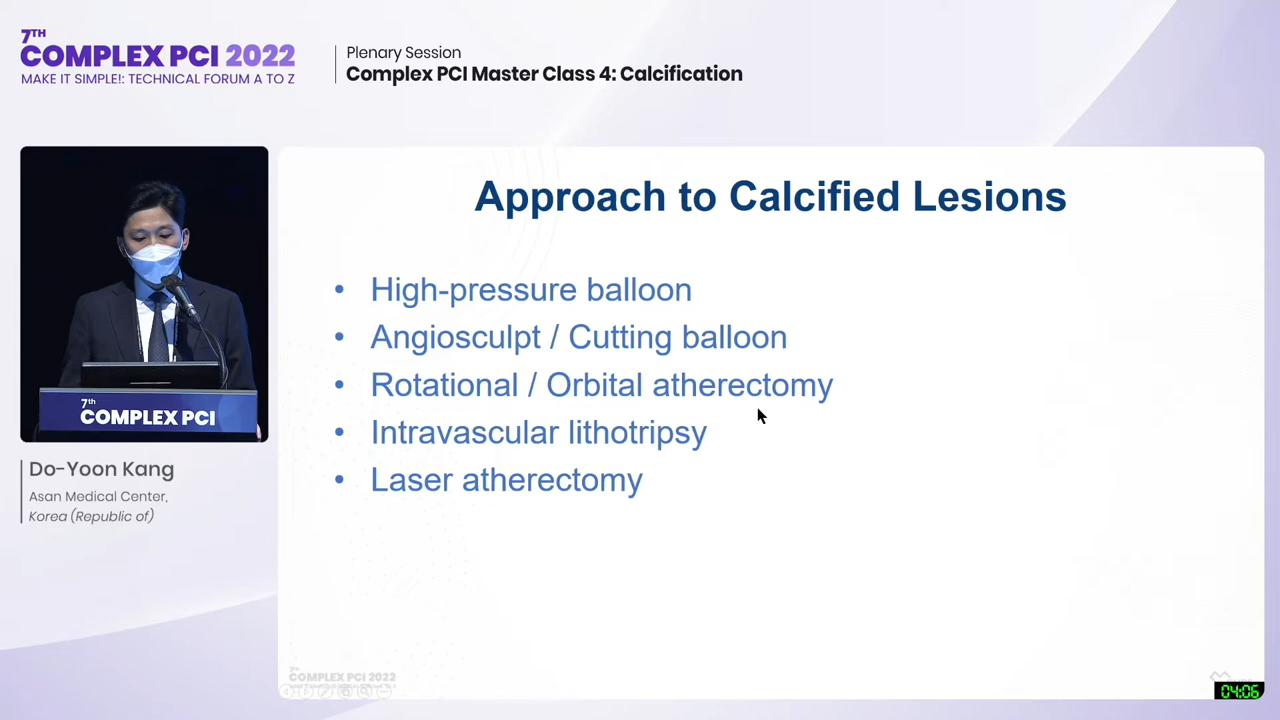 7TH
COMPLEX PCI 2022
MAKE IT SIMPLE!: TECHNICAL FORUM A TO Z
Plenary Session
Complex PCI Master Class 4: Calcification
Approach to Calcified Lesions
• High-pressure balloon
• Angiosculpt / Cutting balloon
• Rotational / Orbital atherectomy
• Intravascular lithotripsy
• Laser atherectomy
7th
COMPLEX PCI
Do-Yoon Kang
Asan Medical Center,
Korea (Republic of)
7th
COMPLEX PCI 2022
04:06